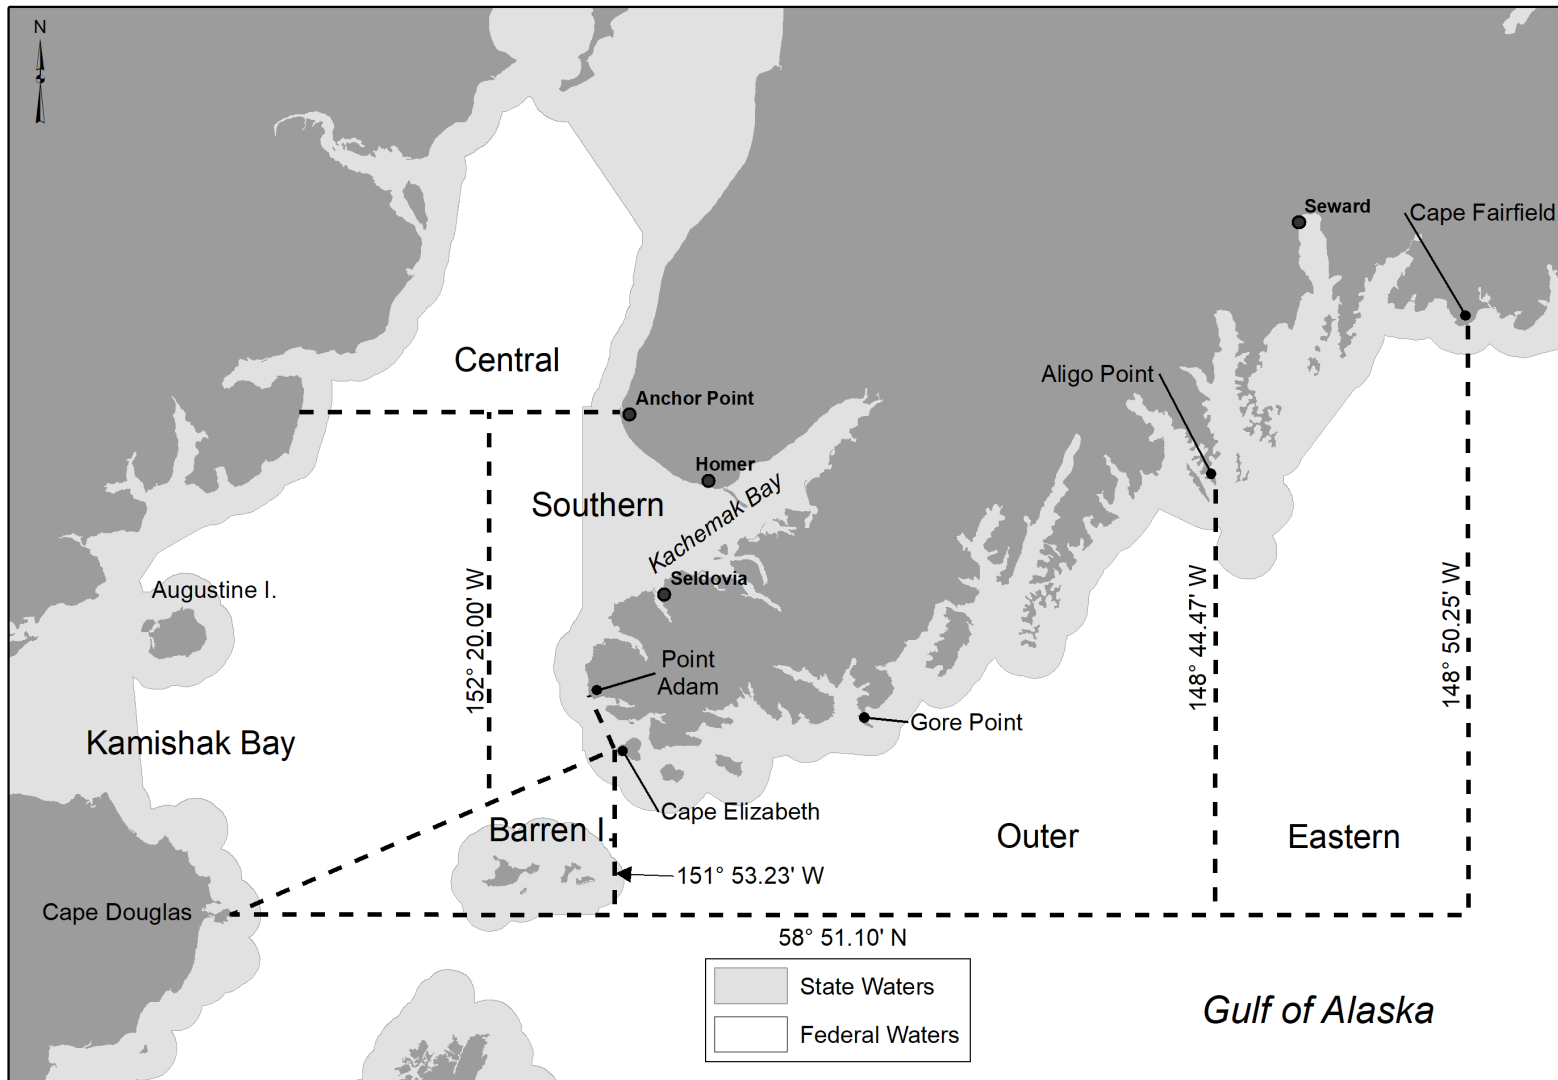 N
Seward
Cape Fairfield
Central
Aligo Point
Anchor Point
Homer
Southern
Kachemak Bay
Seldovia
Augustine I.
152° 20.00' W
148° 44.47' W
148° 50.25' W
Point
Adam
Gore Point
Kamishak Bay
Cape Elizabeth
Barren I.
Outer
Eastern
151° 53.23' W
Cape Douglas
58° 51.10' N
State Waters
Federal Waters
Gulf of Alaska